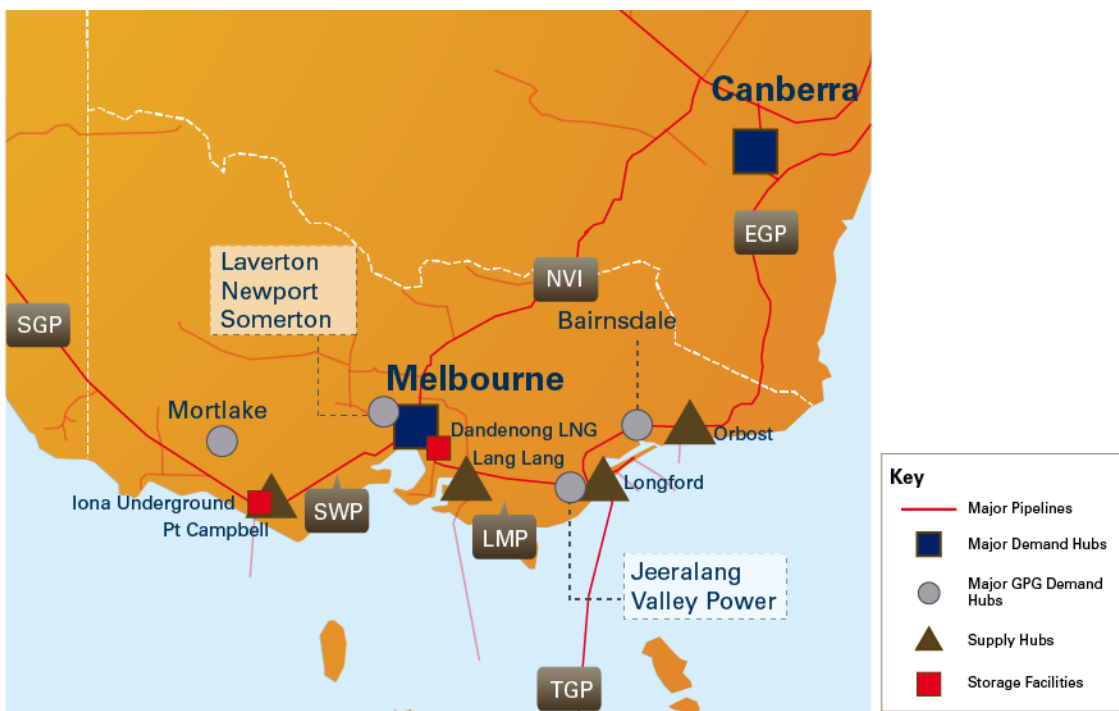 Canberra
EGP
Laverton
Newport
Somerton
NVI
Bairnsdale
SGP
Melbourne
Mortlake
Dandenong LNG
Orbost
Lang Lang
Longford
Iona Underground
Pt Campbell
SWP
LMP
Jeeralang
Valley Power
TGP
Key
Major Pipelines
Major Demand Hubs
Major GPG Demand
Hubs
Supply Hubs
Storage Facilities